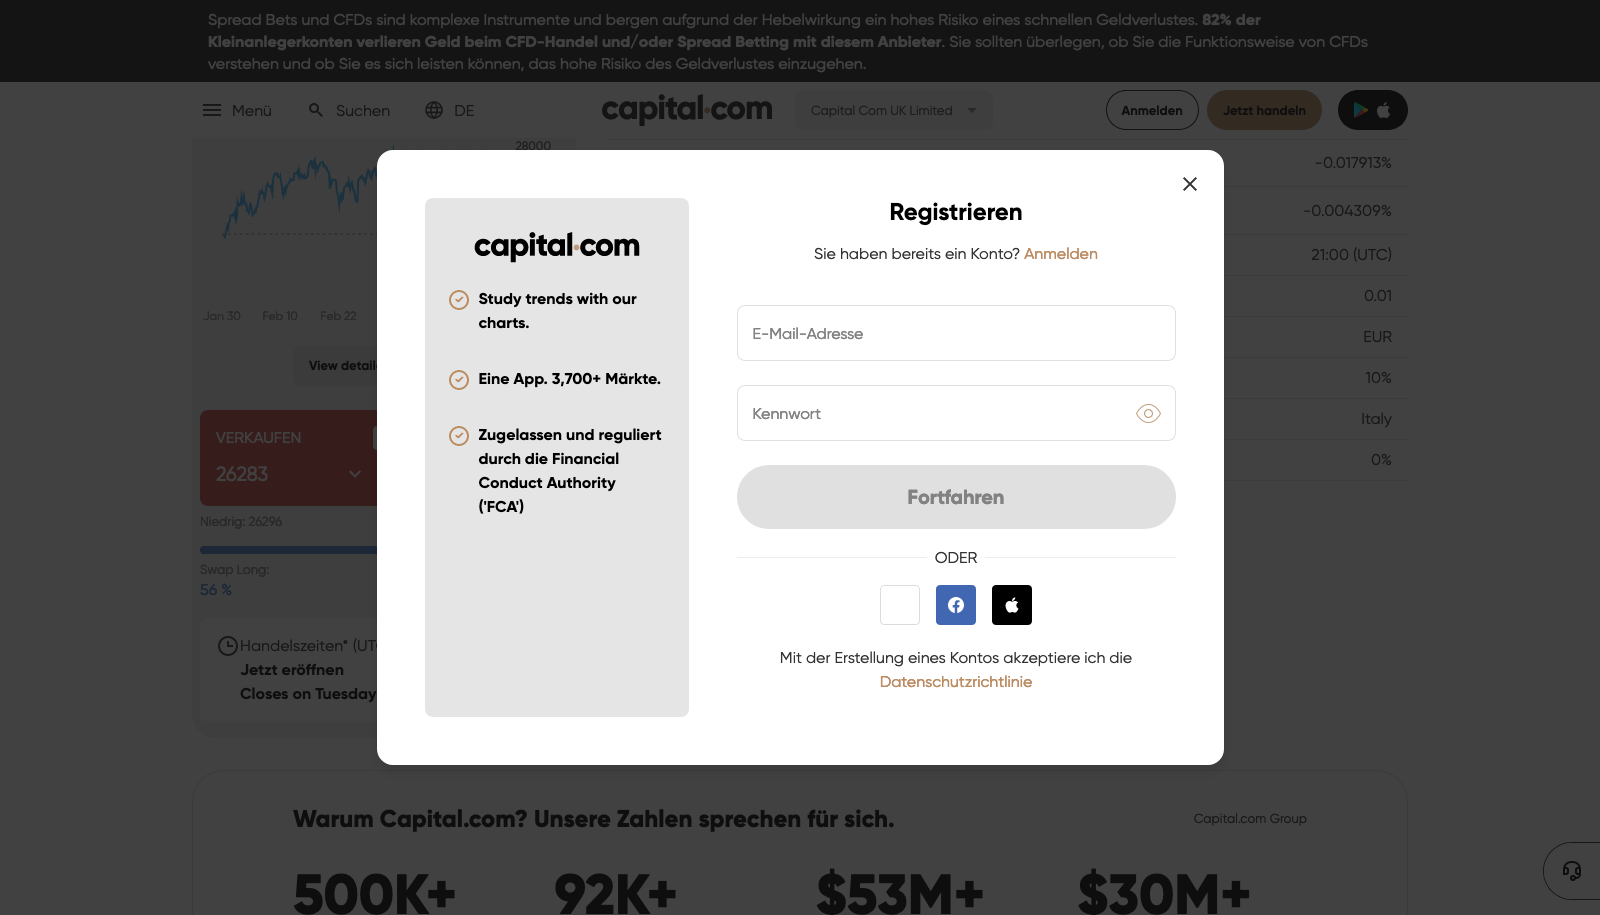 Spread Bets und CFDs sind komplexe Instrumente und bergen aufgrund der Hebelwirkung ein hohes Risiko eines schnellen Geldverlustes. 82% der
Kleinanlegerkonten verlieren Geld beim CFD-Handel und/oder Spread Betting mit diesem Anbieter. Sie sollten überlegen, ob Sie die Funktionsweise von CFDs
verstehen und ob Sie es sich leisten können, das hohe Risiko des Geldverlustes einzugehen.
Menü
Suchen
DE
capital.com
Capital Com UK Limited
Anmelden
Jetzt handeln
28000
Jan 30
Feb 10
Feb 22
View detail
VERKAUFEN
26283
Niedrig: 26296
Swap Long:
56 %
Handelszeiten* (UT
Jetzt eröffnen
Closes on Tuesday
capital.com
Study trends with our
charts.
Eine App. 3,700+ Märkte.
Zugelassen und reguliert
durch die Financial
Conduct Authority
('FCA')
Registrieren
Sie haben bereits ein Konto? Anmelden
E-Mail-Adresse
Kennwort
Fortfahren
ODER
Mit der Erstellung eines Kontos akzeptiere ich die
Datenschutzrichtlinie
-0.017913%
-0.004309%
21:00 (UTC)
0.01
EUR
10%
Italy
0%
Warum Capital.com? Unsere Zahlen sprechen für sich.
Capital.com Group
500K+
92K+
$53M+
$30M+